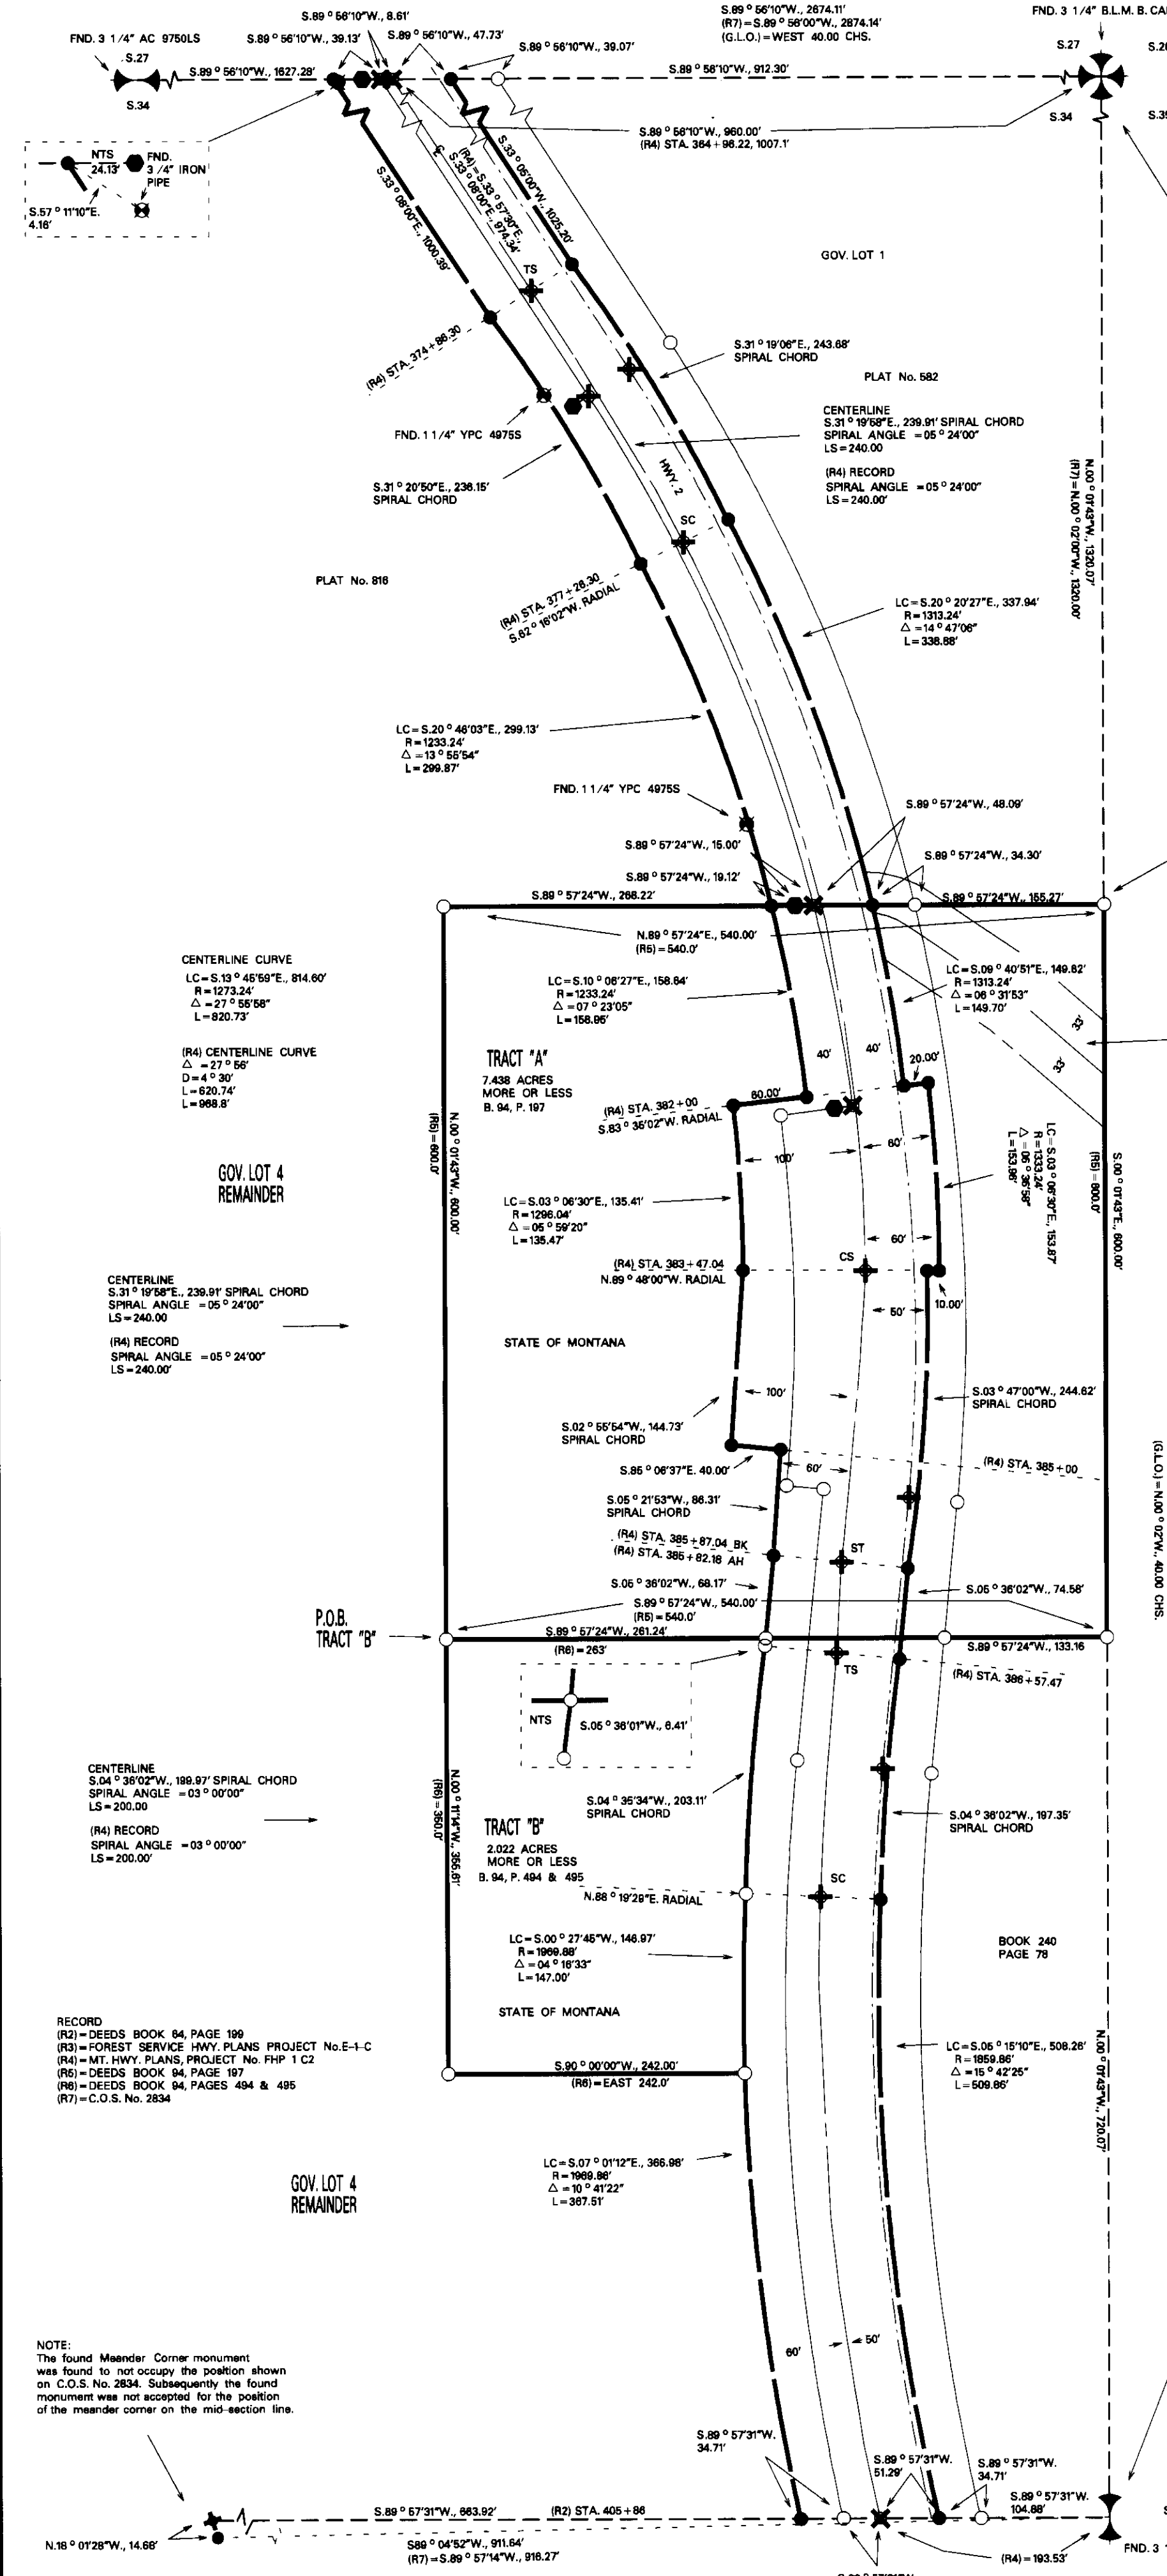 S.89°56'10"W., 8.61'
S.89°56'10"W., 2674.11'
(R7)=S.89°56'00"W., 2674.14'
(G.L.O.)=WEST 40.00 CHS.
FND. 3 1/4" B.L.M. B.
FND. 3 1/4" AC 9750LS
S.89°56'10"W., 39.13'
S.89°56'10"W., 47.73'
S.89°56'10"W., 39.07'
S.27
S.34
S.89°56'10"W., 1627.28'
S.89°56'10"W., 912.30'
S.27
S.34
S.89°56'10"W., 960.00'
(R4) STA. 364+96.22, 1007.1'
NTS
24.13'
FND.
3/4" IRON
PIPE
S.57°11'10"E.
4.16'
S.33°08'00"E., 1000.39'
℄
S.33°08'00"E.,
(R4)=S.33°57'30"E.,
974.34'
S.33°05'00"W., 1025.20'
GOV. LOT 1
TS
(R4) STA. 374+86.30
S.31°19'06"E., 243.68'
SPIRAL CHORD
PLAT No. 582
FND. 1 1/4" YPC 4975S
CENTERLINE
S.31°19'58"E., 239.91' SPIRAL CHORD
SPIRAL ANGLE =05°24'00"
LS=240.00
(R4) RECORD
SPIRAL ANGLE =05°24'00"
LS=240.00'
S.31°20'50"E., 236.15'
SPIRAL CHORD
HWY. 2
SC
N.00°01'43"W., 1320.07'
(R7)=N.00°02'00"W., 1320.00'
PLAT No. 816
(R4) STA. 377+26.30
S.62°16'02"W. RADIAL
LC=S.20°20'27"E., 337.94'
R=1313.24'
△=14°47'06"
L=338.88'
LC=S.20°46'03"E., 299.13'
R=1233.24'
△=13°55'54"
L=299.87'
FND. 1 1/4" YPC 4975S
S.89°57'24"W., 48.09'
S.89°57'24"W., 15.00'
S.89°57'24"W., 34.30'
S.89°57'24"W., 19.12'
S.89°57'24"W., 266.22'
S.89°57'24"W., 155.27'
N.89°57'24"E., 540.00'
(R5)=540.0'
CENTERLINE CURVE
LC=S.13°45'59"E., 614.60'
R=1273.24'
△=27°55'58"
L=620.73'
LC=S.10°06'27"E., 158.84'
R=1233.24'
△=07°23'05"
L=158.95'
LC=S.09°40'51"E., 149.62'
R=1313.24'
△=06°31'53"
L=149.70'
33'
33'
(R4) CENTERLINE CURVE
△=27°56'
D=4°30'
L=620.74'
L=968.8'
TRACT "A"
7.438 ACRES
MORE OR LESS
B. 94, P. 197
40'
40'
20.00'
60.00'
(R4) STA. 382+00
S.83°35'02"W. RADIAL
100'
60'
LC=S.03°06'30"E., 153.87'
R=1333.24'
△=06°36'58"
L=153.96'
N.00°01'43"W., 600.00'
(R5)=600.0'
S.00°01'43"E., 600.00'
(R5)=600.0'
GOV. LOT 4
REMAINDER
LC=S.03°06'30"E., 135.41'
R=1296.04'
△=05°59'20"
L=135.47'
60'
(R4) STA. 383+47.04
N.89°48'00"W. RADIAL
CS
CENTERLINE
S.31°19'58"E., 239.91' SPIRAL CHORD
SPIRAL ANGLE =05°24'00"
LS=240.00
(R4) RECORD
SPIRAL ANGLE =05°24'00"
LS=240.00'
10.00'
50'
STATE OF MONTANA
100'
S.03°47'00"W., 244.62'
SPIRAL CHORD
S.02°55'54"W., 144.73'
SPIRAL CHORD
S.85°06'37"E. 40.00'
60'
(R4) STA. 385+00
S.05°21'53"W., 86.31'
SPIRAL CHORD
(G.L.O.)=N.00°02'W., 40.00 CHS.
(R4) STA. 385+87.04 BK
(R4) STA. 385+82.18 AH
ST
S.05°36'02"W., 68.17'
S.05°36'02"W., 74.58'
S.89°57'24"W., 540.00'
(R5)=540.0'
P.O.B.
TRACT "B"
S.89°57'24"W., 261.24'
(R6)=263'
S.89°57'24"W., 133.16
TS
(R4) STA. 386+57.47
NTS
S.05°36'01"W., 6.41'
CENTERLINE
S.04°36'02"W., 199.97' SPIRAL CHORD
SPIRAL ANGLE =03°00'00"
LS=200.00
(R4) RECORD
SPIRAL ANGLE =03°00'00"
LS=200.00'
N.00°11'14"W., 356.61'
(R6)=350.0'
S.04°35'34"W., 203.11'
SPIRAL CHORD
S.04°36'02"W., 197.35'
SPIRAL CHORD
TRACT "B"
2.022 ACRES
MORE OR LESS
B. 94, P. 494 & 495
SC
N.88°19'29"E. RADIAL
LC=S.00°27'45"W., 146.97'
R=1969.88'
△=04°16'33"
L=147.00'
BOOK 240
PAGE 78
STATE OF MONTANA
RECORD
(R2)=DEEDS BOOK 84, PAGE 199
(R3)=FOREST SERVICE HWY. PLANS PROJECT No.E-1-C
(R4)=MT. HWY. PLANS, PROJECT No. FHP 1 C2
(R5)=DEEDS BOOK 94, PAGE 197
(R6)=DEEDS BOOK 94, PAGES 494 & 495
(R7)=C.O.S. No. 2834
LC=S.05°15'10"E., 508.26'
R=1859.86'
△=15°42'25"
L=509.86'
S.90°00'00"W., 242.00'
(R6)=EAST 242.0'
N.00°01'43"W., 720.07'
LC=S.07°01'12"E., 366.98'
R=1969.88'
△=10°41'22"
L=367.51'
GOV. LOT 4
REMAINDER
60'
50'
NOTE:
The found Meander Corner monument
was found to not occupy the position shown
on C.O.S. No. 2834. Subsequently the found
monument was not accepted for the position
of the meander corner on the mid-section line.
S.89°57'31"W.
34.71'
S.89°57'31"W.
51.29'
S.89°57'31"W.
34.71'
S.89°57'31"W.
104.88'
S.89°57'31"W., 663.92'
(R2) STA. 405+86
N.18°01'28"W., 14.66'
S89°04'52"W., 911.64'
(R7)=S.89°57'14"W., 916.27'
(R4)=193.53'
FND. 3